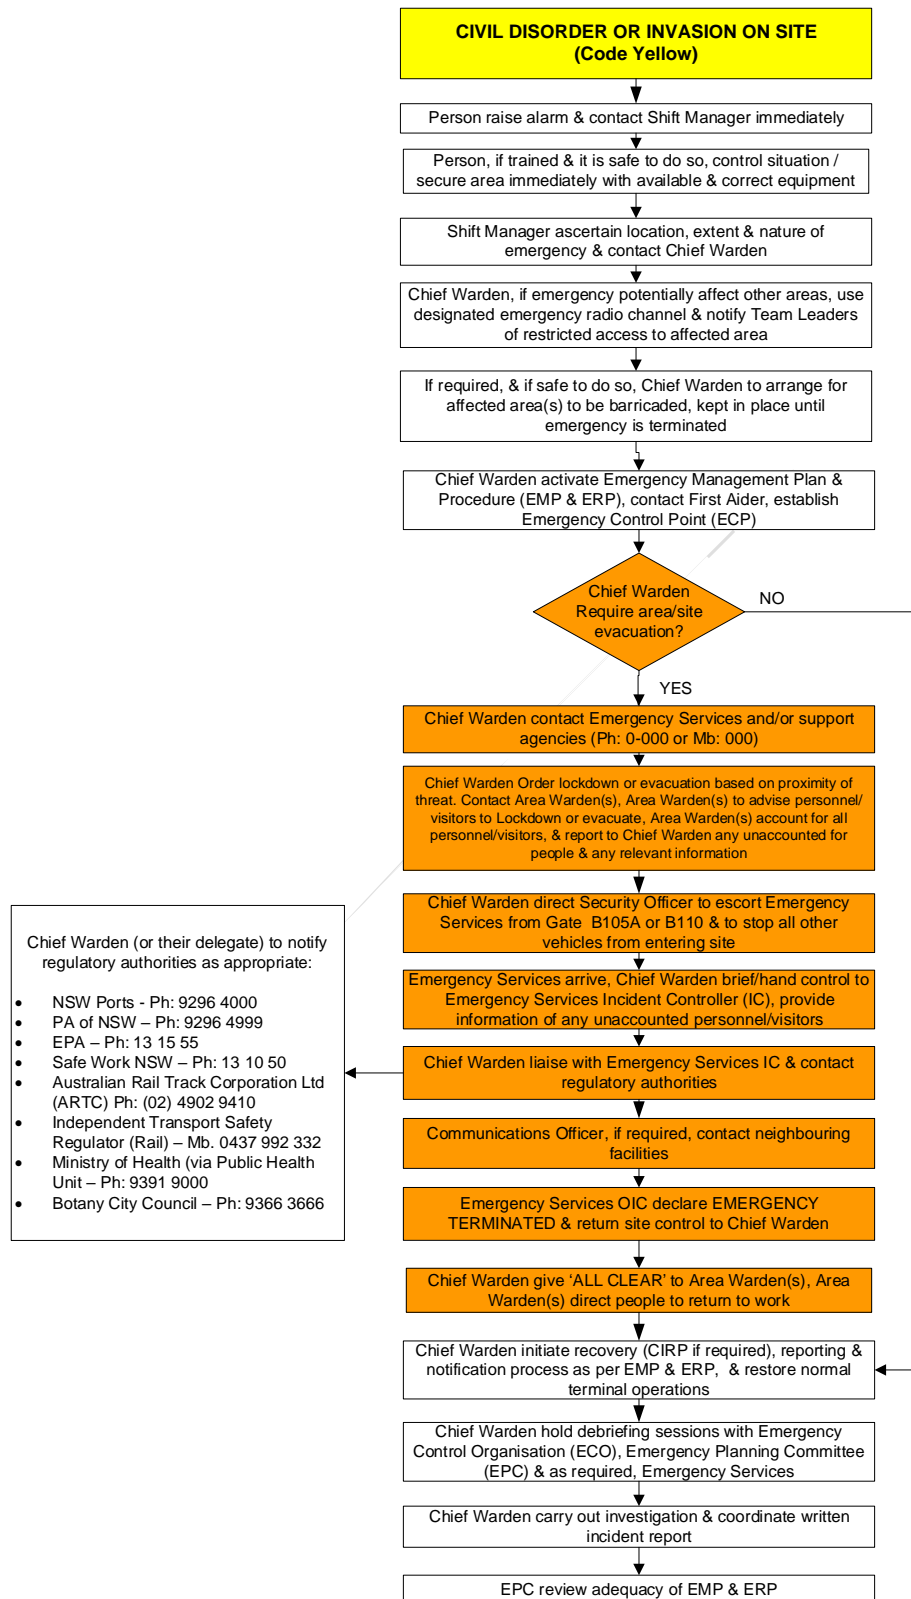 CIVIL DISORDER OR INVASION ON SITE
(Code Yellow)
Person raise alarm & contact Shift Manager immediately
Person, if trained & it is safe to do so, control situation /
secure area immediately with available & correct equipment
Shift Manager ascertain location, extent & nature of
emergency & contact Chief Warden
Chief Warden, if emergency potentially affect other areas, use
designated emergency radio channel & notify Team Leaders
of restricted access to affected area
If required, & if safe to do so, Chief Warden to arrange for
affected area(s) to be barricaded, kept in place until
emergency is terminated
Chief Warden activate Emergency Management Plan &
Procedure (EMP & ERP), contact First Aider, establish
Emergency Control Point (ECP)
Chief Warden
Require area/site
evacuation?
NO
YES
Chief Warden contact Emergency Services and/or support
agencies (Ph: 0-000 or Mb: 000)
Chief Warden Order lockdown or evacuation based on proximity of
threat. Contact Area Warden(s), Area Warden(s) to advise personnel/
visitors to Lockdown or evacuate, Area Warden(s) account for all
personnel/visitors, & report to Chief Warden any unaccounted for
people & any relevant information
Chief Warden direct Security Officer to escort Emergency
Services from Gate B105A or B110 & to stop all other
vehicles from entering site
Emergency Services arrive, Chief Warden brief/hand control to
Emergency Services Incident Controller (IC), provide
information of any unaccounted personnel/visitors
Chief Warden liaise with Emergency Services IC & contact
regulatory authorities
Chief Warden (or their delegate) to notify
regulatory authorities as appropriate:
• NSW Ports - Ph: 9296 4000
• PA of NSW – Ph: 9296 4999
• EPA – Ph: 13 15 55
• Safe Work NSW – Ph: 13 10 50
• Australian Rail Track Corporation Ltd
(ARTC) Ph: (02) 4902 9410
• Independent Transport Safety
Regulator (Rail) – Mb. 0437 992 332
• Ministry of Health (via Public Health
Unit – Ph: 9391 9000
• Botany City Council – Ph: 9366 3666
Communications Officer, if required, contact neighbouring
facilities
Emergency Services OIC declare EMERGENCY
TERMINATED & return site control to Chief Warden
Chief Warden give ‘ALL CLEAR’ to Area Warden(s), Area
Warden(s) direct people to return to work
Chief Warden initiate recovery (CIRP if required), reporting &
notification process as per EMP & ERP, & restore normal
terminal operations
Chief Warden hold debriefing sessions with Emergency
Control Organisation (ECO), Emergency Planning Committee
(EPC) & as required, Emergency Services
Chief Warden carry out investigation & coordinate written
incident report
EPC review adequacy of EMP & ERP